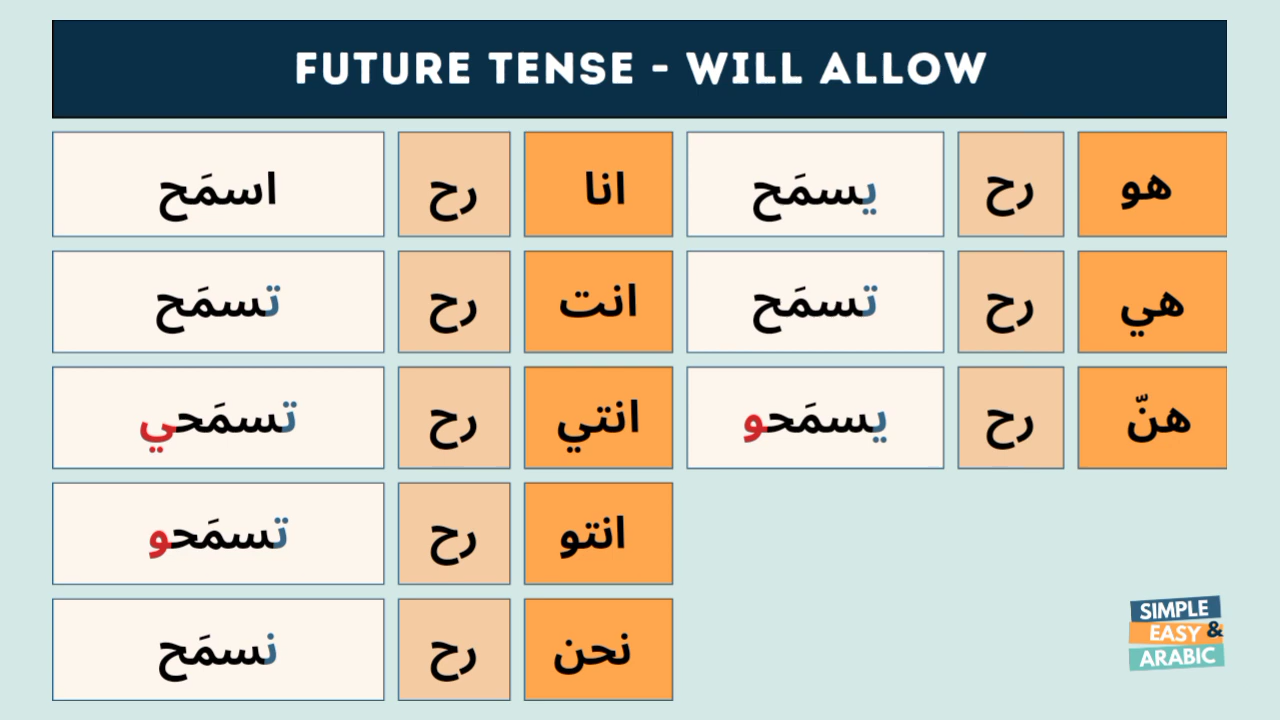 FUTURE TENSE - WILL ALLOW
هو رح يسمَح انا رح اسمَح
هي رح تسمَح انت رح تسمَح
هنّ رح يسمَحو انتي رح تسمَحي
انتو رح تسمَحو
نحن رح نسمَح
SIMPLE
EASY &
ARABIC